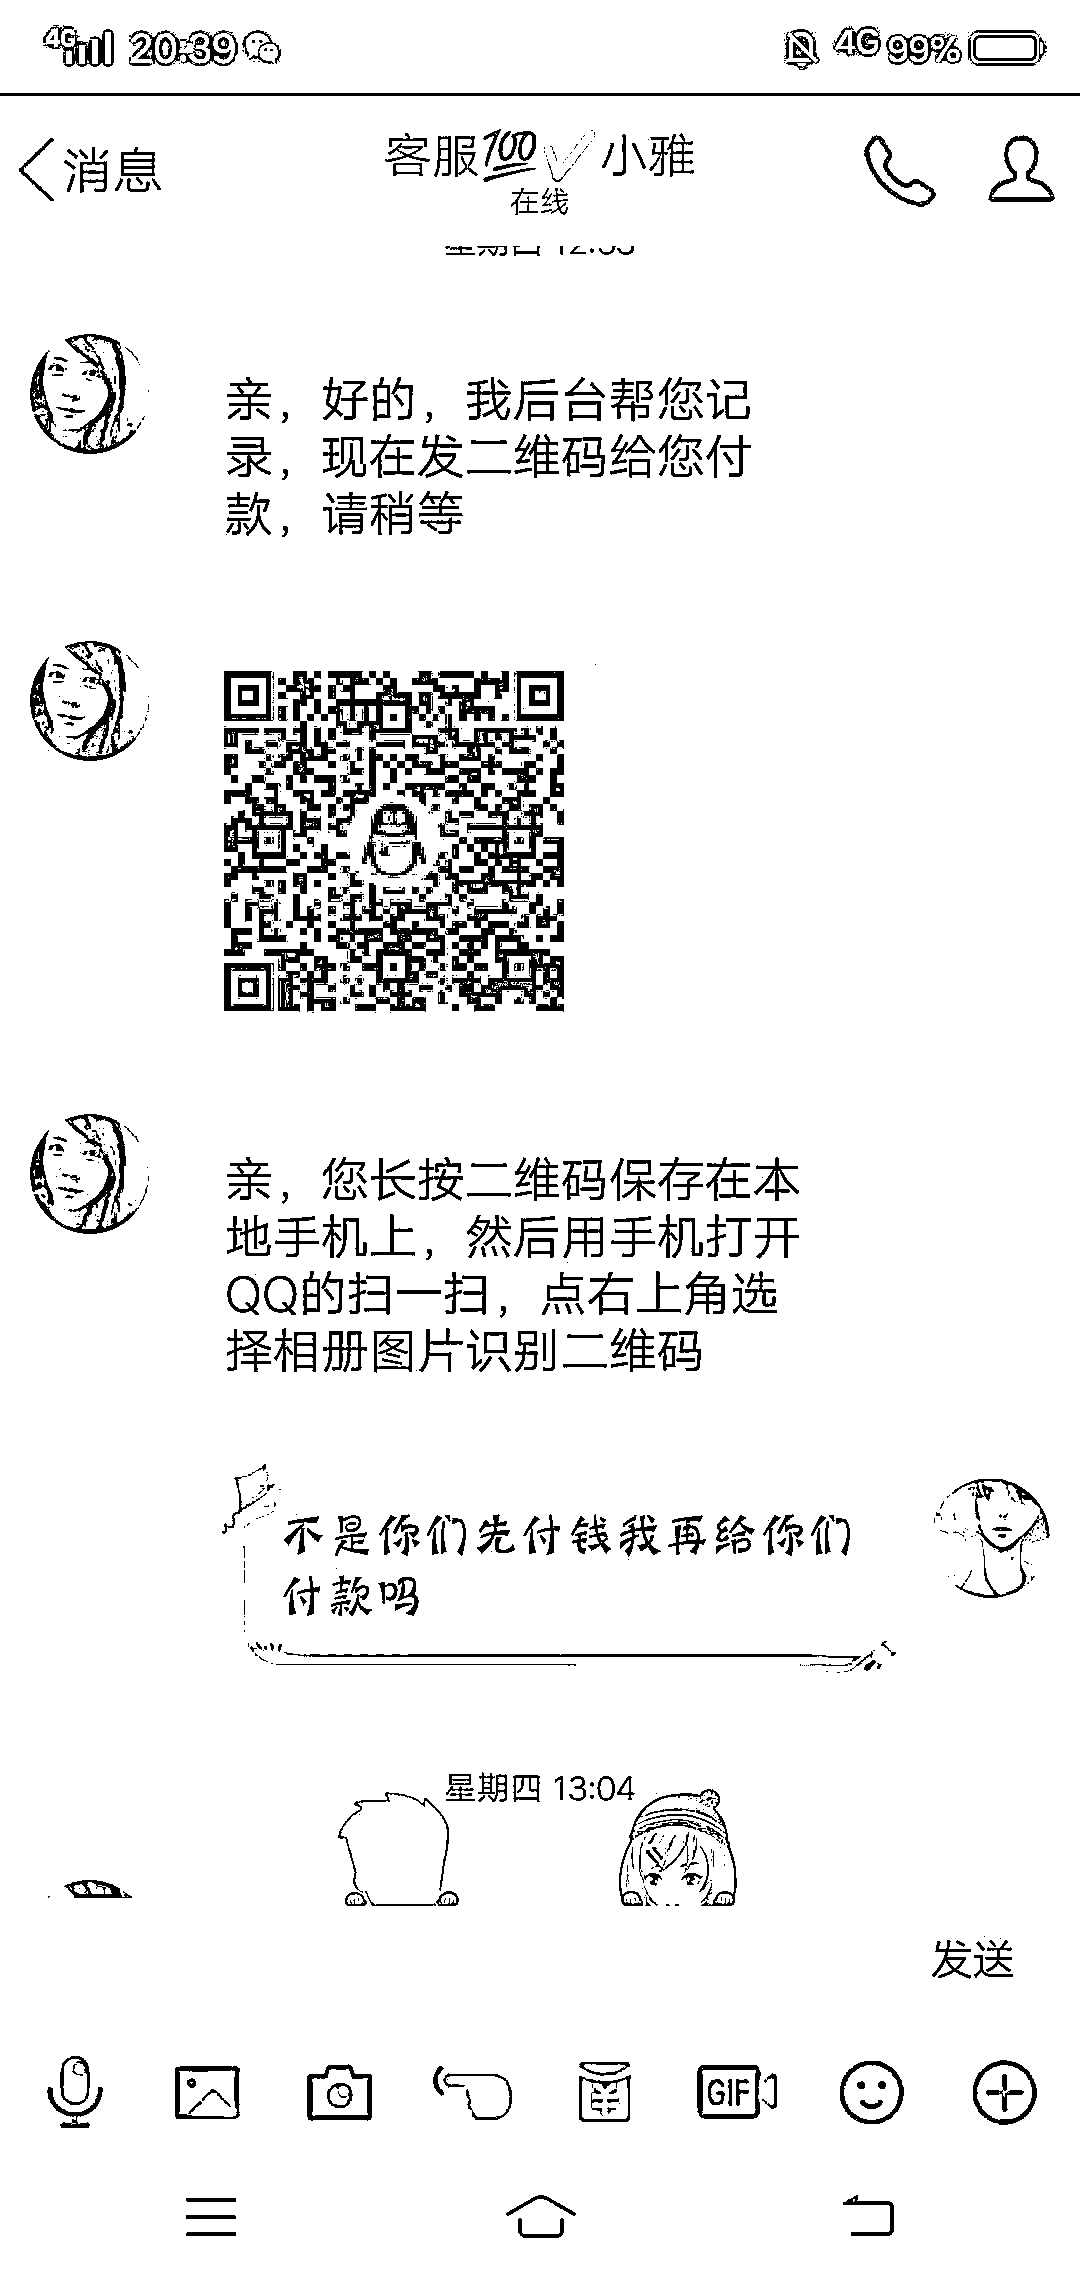 4G 20:39 4G 99%
消息
客服💯✓小雅
在线
亲，好的，我后台帮您记
录，现在发二维码给您付
款，请稍等
亲，您长按二维码保存在本
地手机上，然后用手机打开
QQ的扫一扫，点右上角选
择相册图片识别二维码
不是你们先付钱我再给你们
付款吗
星期四 13:04
发送
GIF